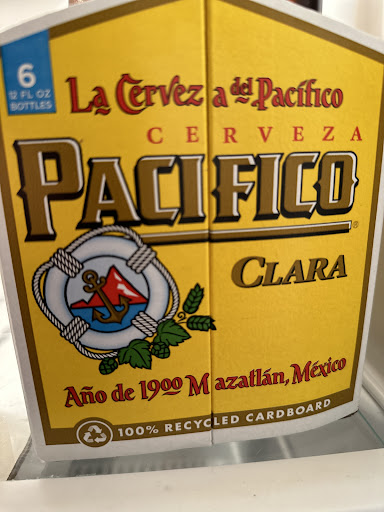 6
12 FL OZ
BOTTLES
La Cerveza del Pacífico
CERVEZA
PACIFICO
®
CLARA
Año de 1900 Mazatlán, México
100% RECYCLED CARDBOARD